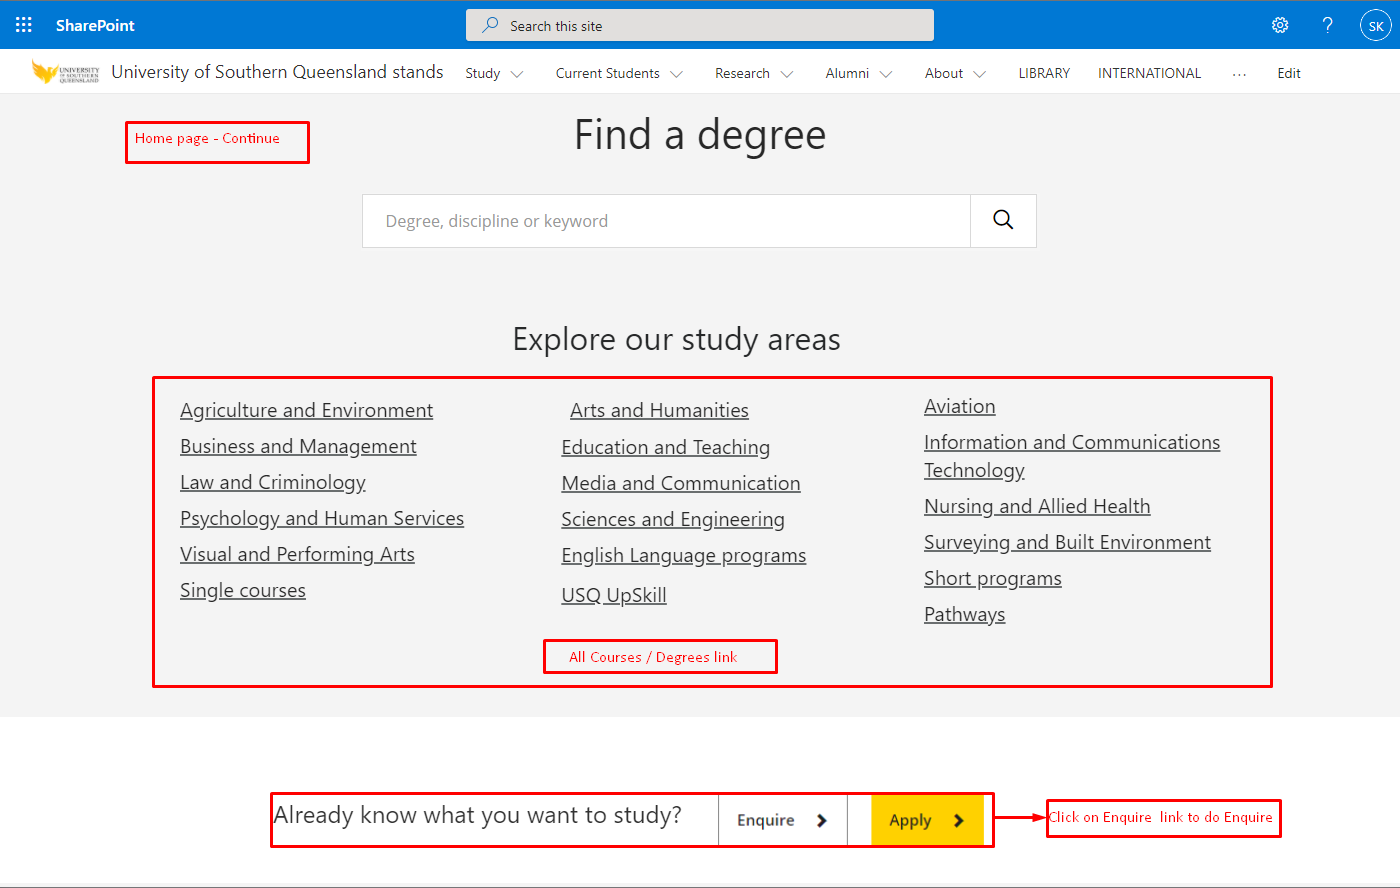 SharePoint
Search this site
?
SK
UNIVERSITY
OF SOUTHERN
QUEENSLAND
University of Southern Queensland stands
Study
Current Students
Research
Alumni
About
LIBRARY
INTERNATIONAL
...
Edit
Home page - Continue
Find a degree
Degree, discipline or keyword
Explore our study areas
Agriculture and Environment
Business and Management
Law and Criminology
Psychology and Human Services
Visual and Performing Arts
Single courses
Arts and Humanities
Education and Teaching
Media and Communication
Sciences and Engineering
English Language programs
USQ UpSkill
Aviation
Information and Communications
Technology
Nursing and Allied Health
Surveying and Built Environment
Short programs
Pathways
All Courses / Degrees link
Already know what you want to study?
Enquire
Apply
Click on Enquire link to do Enquire